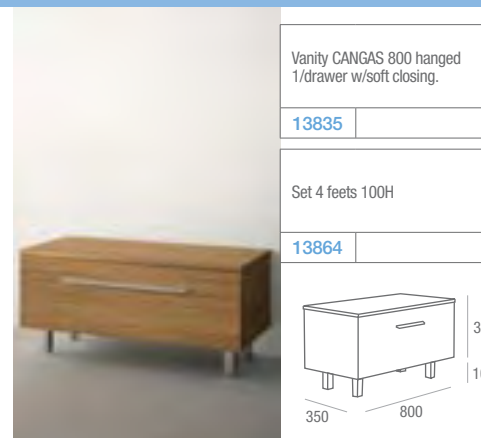 Vanity CANGAS 800 hanged
1/drawer w/soft closing.
13835
Set 4 feets 100H
13864
350
800